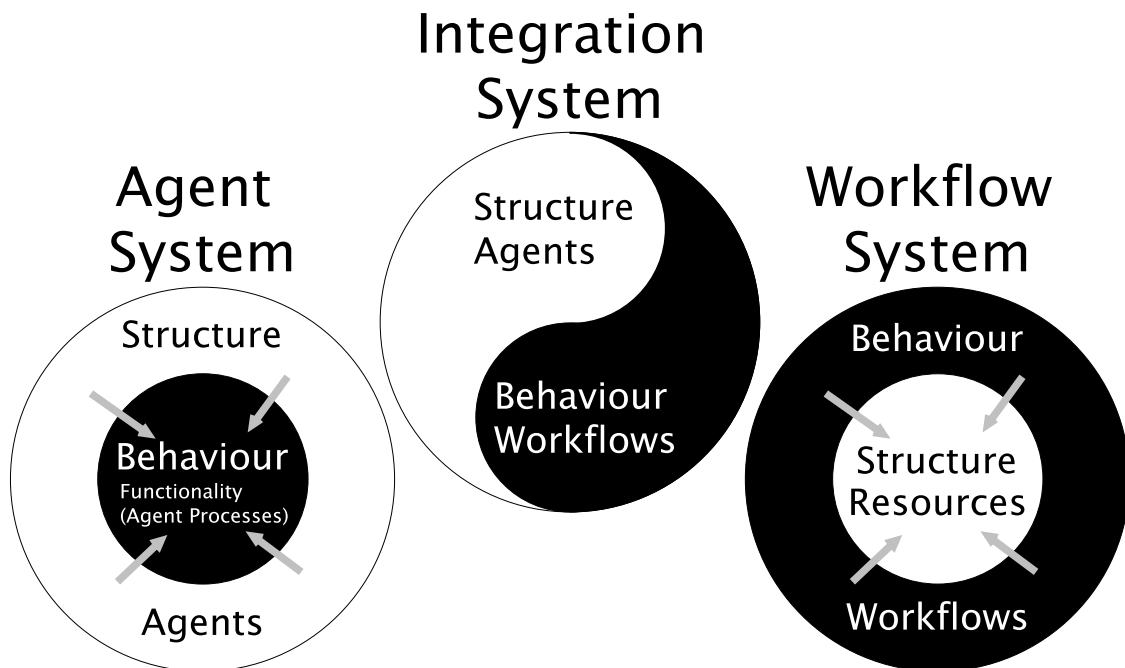 Integration
System
Agent
System
Structure
Behaviour
Functionality
(Agent Processes)
Agents
Structure
Agents
Behaviour
Workflows
Workflow
System
Behaviour
Structure
Resources
Workflows